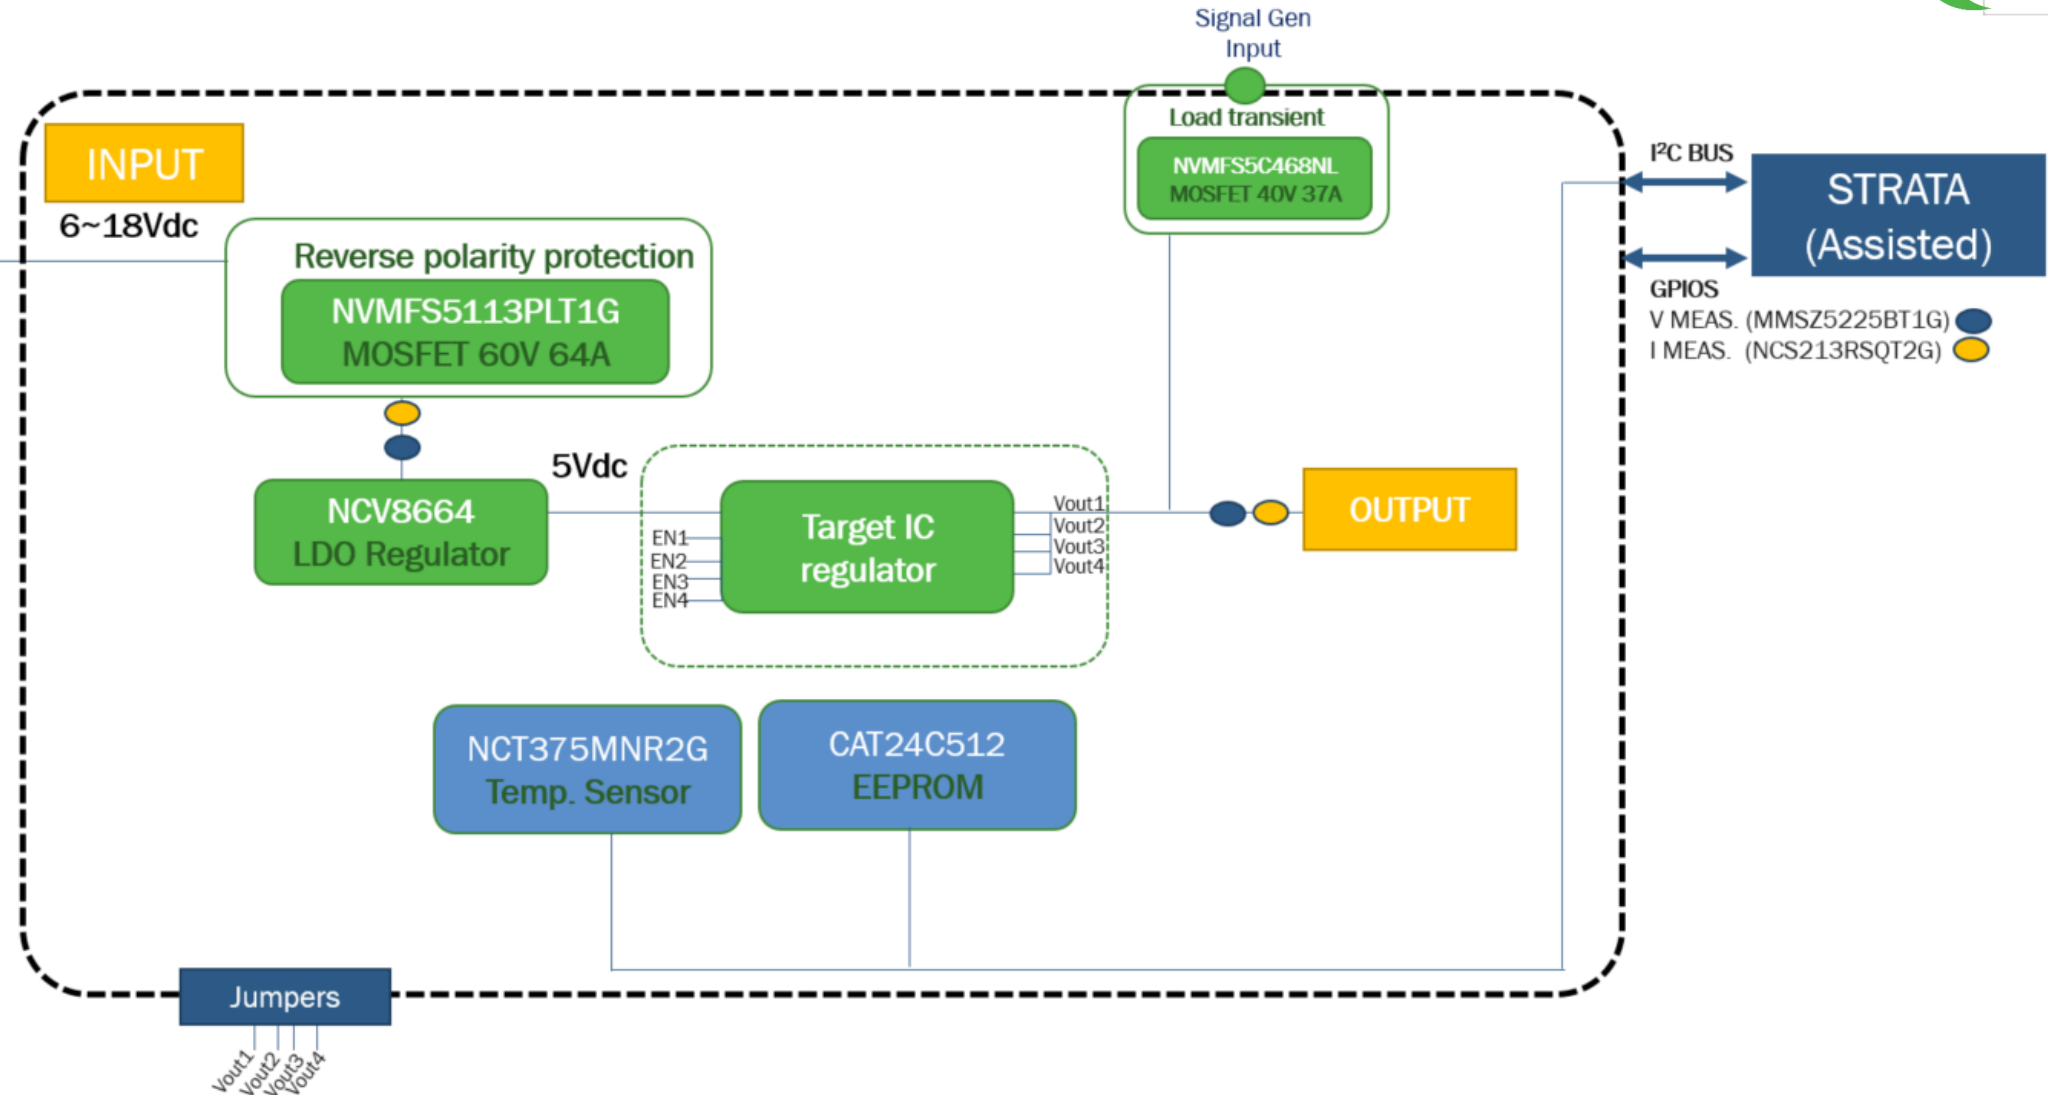 Signal Gen
Input
Load transient
NVMFS5C468NL
MOSFET 40V 37A
INPUT
6~18Vdc
Reverse polarity protection
NVMFS5113PLT1G
MOSFET 60V 64A
I²C BUS
STRATA
(Assisted)
GPIOS
V MEAS. (MMSZ5225BT1G)
I MEAS. (NCS213RSQT2G)
5Vdc
NCV8664
LDO Regulator
EN1
EN2
EN3
EN4
Target IC
regulator
Vout1
Vout2
Vout3
Vout4
OUTPUT
NCT375MNR2G
Temp. Sensor
CAT24C512
EEPROM
Jumpers
Vout1
Vout2
Vout3
Vout4